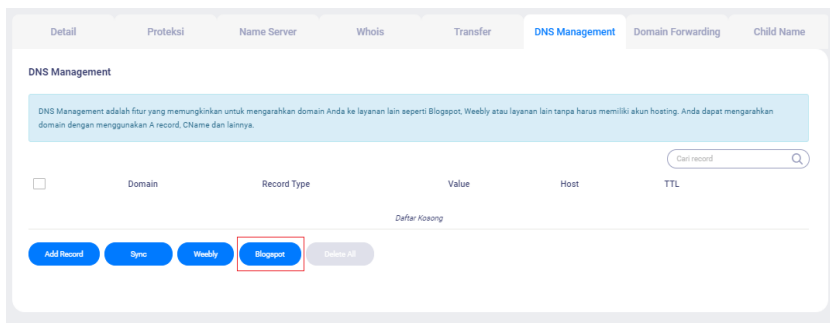 Detail Proteksi Name Server Whois Transfer DNS Management Domain Forwarding Child Name
DNS Management
DNS Management adalah fitur yang memungkinkan untuk mengarahkan domain Anda ke layanan lain seperti Blogspot, Weebly atau layanan lain tanpa harus memiliki akun hosting. Anda dapat mengarahkan
domain dengan menggunakan A record, CName dan lainnya.
Cari record
Domain Record Type Value Host TTL
Daftar Kosong
Add Record Sync Weebly Blogspot Delete All